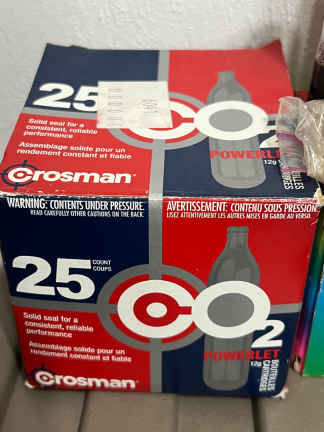 25
CO2
Solid seal for a
consistent, reliable
performance
Assemblage solide pour un
rendement constant et fiable
POWERLET
12g
Crosman
WARNING: CONTENTS UNDER PRESSURE.
READ CAREFULLY OTHER CAUTIONS ON THE BACK.
AVERTISSEMENT: CONTENU SOUS PRESSION
LISEZ ATTENTIVEMENT LES AUTRES MISES EN GARDE AU VERSO.
25
COUNT
COUPS
CO2
Solid seal for a
consistent, reliable
performance
Assemblage solide pour un
rendement constant et fiable
POWERLET
12g
BOUTEILLES
CARTRIDGES
Crosman